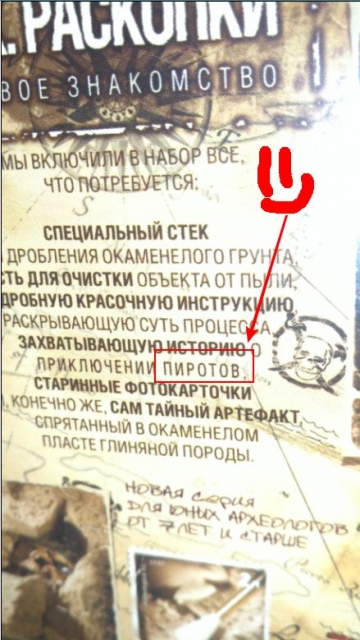 РАСКОПКИ
ВОЕ ЗНАКОМСТВО
МЫ ВКЛЮЧИЛИ В НАБОР ВСЕ,
ЧТО ПОТРЕБУЕТСЯ:
СПЕЦИАЛЬНЫЙ СТЕК
ДРОБЛЕНИЯ ОКАМЕНЕЛОГО ГРУНТА,
СТЬ ДЛЯ ОЧИСТКИ ОБЪЕКТА ОТ ПЫЛИ,
ДРОБНУЮ КРАСОЧНУЮ ИНСТРУКЦИЮ
РАСКРЫВАЮЩУЮ СУТЬ ПРОЦЕССА,
ЗАХВАТЫВАЮЩУЮ ИСТОРИЮ О
ПРИКЛЮЧЕНИИ ПИРОТОВ,
СТАРИННЫЕ ФОТОКАРТОЧКИ
, КОНЕЧНО ЖЕ, САМ ТАЙНЫЙ АРТЕФАКТ,
СПРЯТАННЫЙ В ОКАМЕНЕЛОМ
ПЛАСТЕ ГЛИНЯНОЙ ПОРОДЫ.
НОВАЯ СЕРИЯ
ДЛЯ ЮНЫХ АРХЕОЛОГОВ
ОТ 7 ЛЕТ И СТАРШЕ